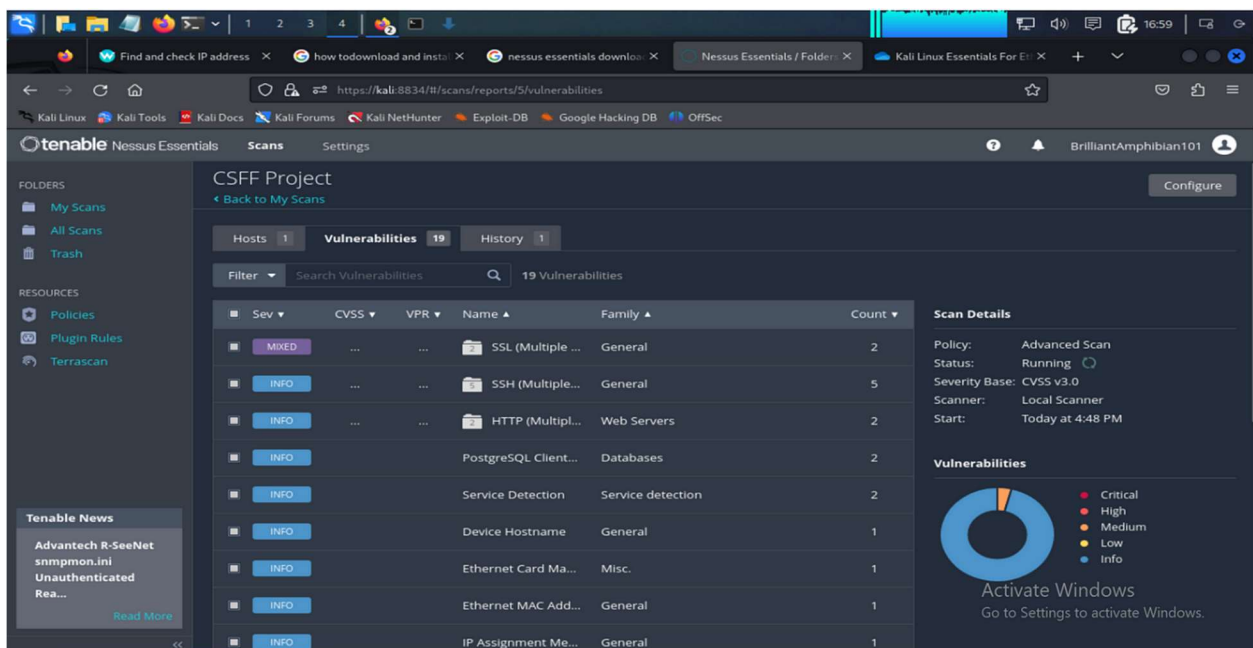 1 2 3 4 16:59
Find and check IP address × how todownload and instal × nessus essentials downloa × Nessus Essentials / Folders × Kali Linux Essentials For Et ×
https://kali:8834/#/scans/reports/5/vulnerabilities
Kali Linux Kali Tools Kali Docs Kali Forums Kali NetHunter Exploit-DB Google Hacking DB OffSec
tenable Nessus Essentials Scans Settings BrilliantAmphibian101
FOLDERS
My Scans
All Scans
Trash
RESOURCES
Policies
Plugin Rules
Terrascan
Tenable News
Advantech R-SeeNet
snmpmon.ini
Unauthenticated
Rea...
Read More
CSFF Project Configure
Back to My Scans
Hosts 1 Vulnerabilities 19 History 1
Filter Search Vulnerabilities 19 Vulnerabilities
Sev CVSS VPR Name Family Count
MIXED ... ... 2 SSL (Multiple ... General 2
INFO ... ... 5 SSH (Multiple... General 5
INFO ... ... 2 HTTP (Multipl... Web Servers 2
INFO PostgreSQL Client... Databases 2
INFO Service Detection Service detection 2
INFO Device Hostname General 1
INFO Ethernet Card Ma... Misc. 1
INFO Ethernet MAC Add... General 1
INFO IP Assignment Me... General 1
Scan Details
Policy: Advanced Scan
Status: Running
Severity Base: CVSS v3.0
Scanner: Local Scanner
Start: Today at 4:48 PM
Vulnerabilities
Critical
High
Medium
Low
Info
Activate Windows
Go to Settings to activate Windows.